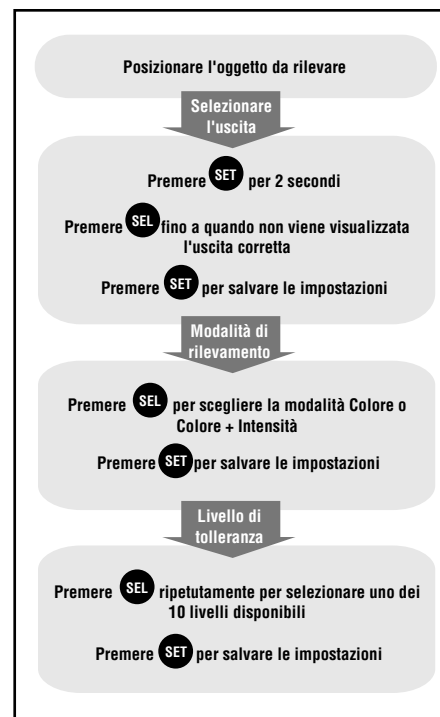 Posizionare l'oggetto da rilevare
Selezionare
l'uscita
Premere SET per 2 secondi
Premere SEL fino a quando non viene visualizzata
l'uscita corretta
Premere SET per salvare le impostazioni
Modalità di
rilevamento
Premere SEL per scegliere la modalità Colore o
Colore + Intensità
Premere SET per salvare le impostazioni
Livello di
tolleranza
Premere SEL ripetutamente per selezionare uno dei
10 livelli disponibili
Premere SET per salvare le impostazioni